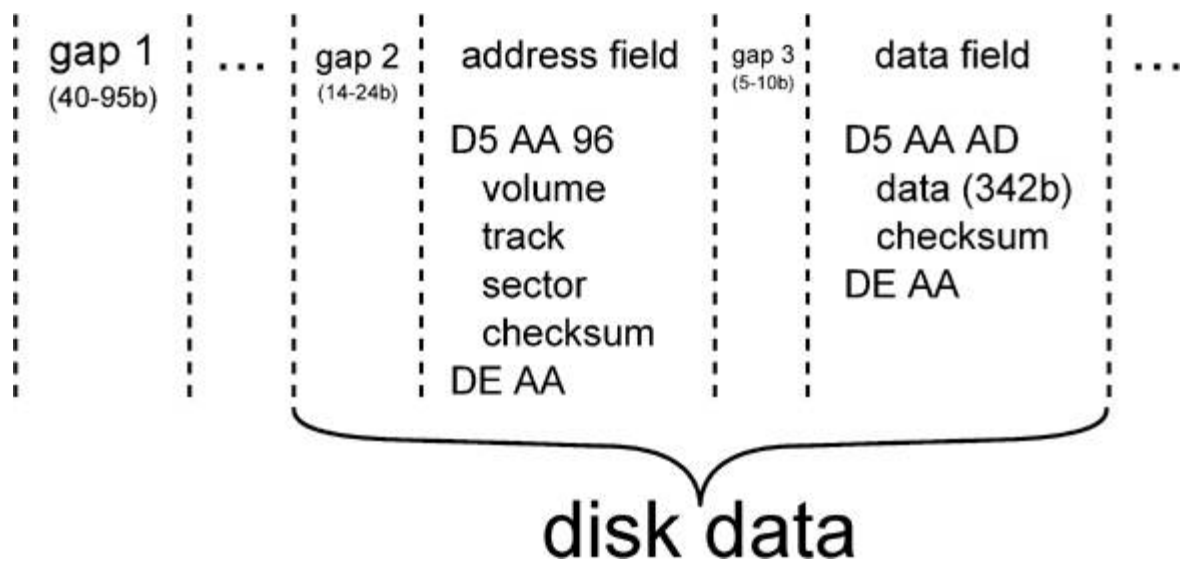 gap 1
(40-95b)
...
gap 2
(14-24b)
address field
D5 AA 96
volume
track
sector
checksum
DE AA
gap 3
(5-10b)
data field
D5 AA AD
data (342b)
checksum
DE AA
...
disk data